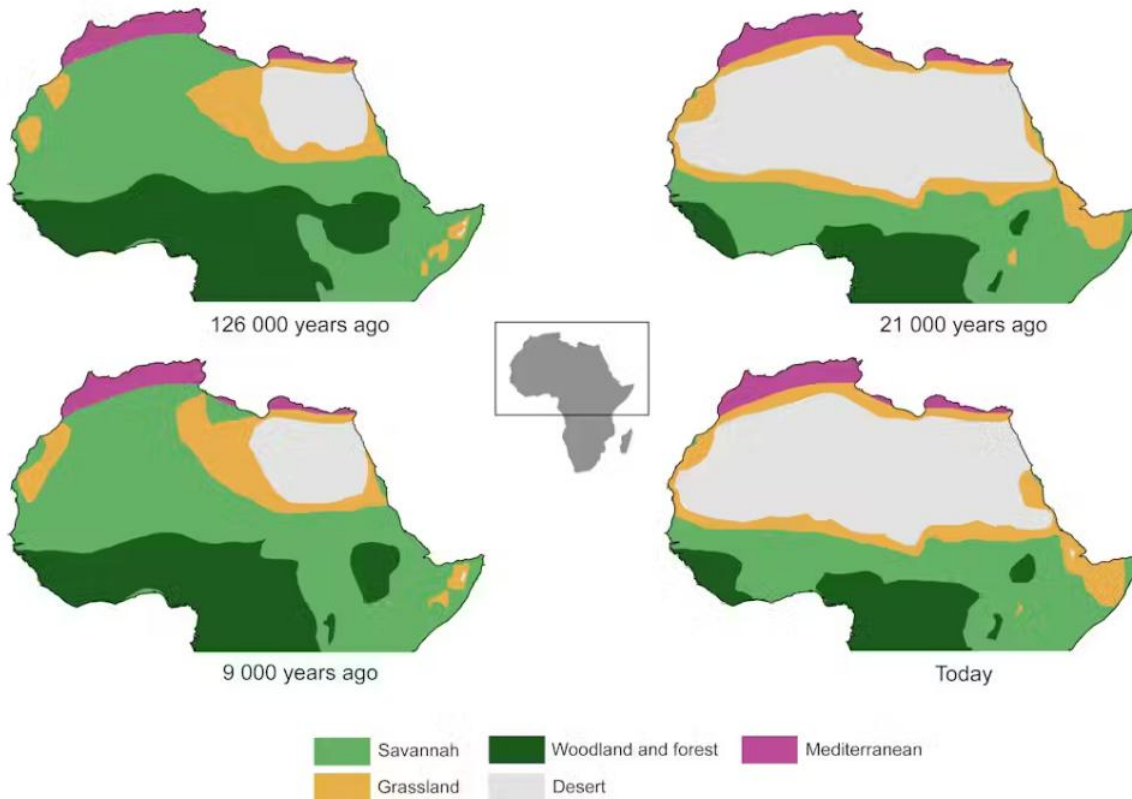 126 000 years ago
21 000 years ago
9 000 years ago
Today
Savannah
Woodland and forest
Mediterranean
Grassland
Desert